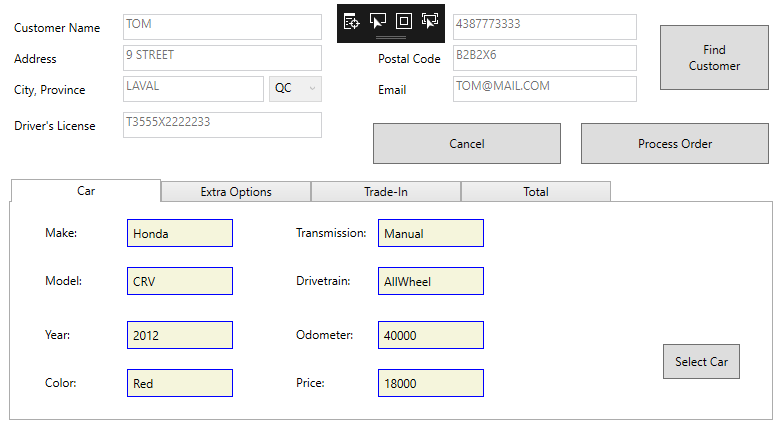 Customer Name TOM 4387773333
Address 9 STREET Postal Code B2B2X6
City, Province LAVAL QC Email TOM@MAIL.COM
Driver's License T3555X2222233
Find Customer
Cancel Process Order
Car Extra Options Trade-In Total
Make: Honda Transmission: Manual
Model: CRV Drivetrain: AllWheel
Year: 2012 Odometer: 40000
Color: Red Price: 18000
Select Car